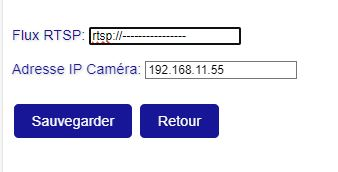 Flux RTSP: rtsp://----------------
Adresse IP Caméra: 192.168.11.55
Sauvegarder Retour